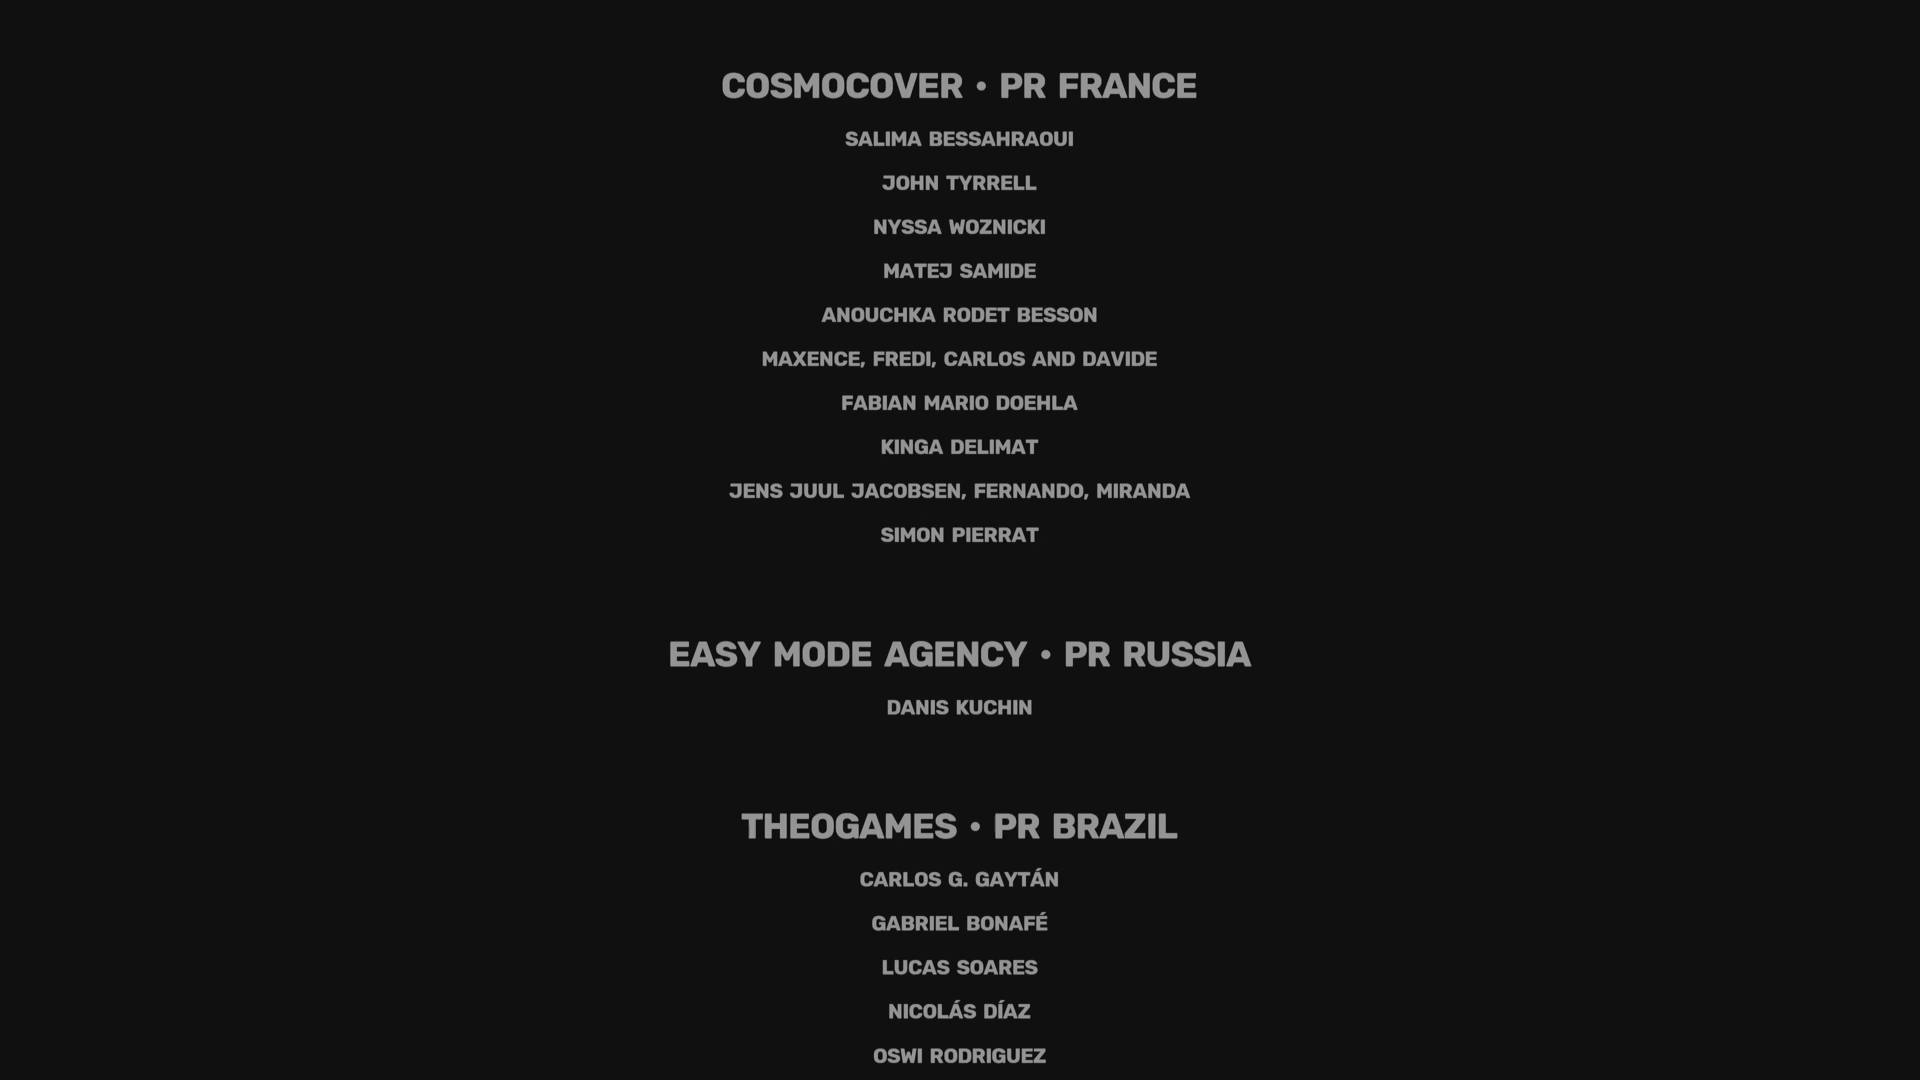 COSMOCOVER • PR FRANCE
SALIMA BESSAHRAOUI
JOHN TYRRELL
NYSSA WOZNICKI
MATEJ SAMIDE
ANOUCHKA RODET BESSON
MAXENCE, FREDI, CARLOS AND DAVIDE
FABIAN MARIO DOEHLA
KINGA DELIMAT
JENS JUUL JACOBSEN, FERNANDO, MIRANDA
SIMON PIERRAT
EASY MODE AGENCY • PR RUSSIA
DANIS KUCHIN
THEOGAMES • PR BRAZIL
CARLOS G. GAYTÁN
GABRIEL BONAFÉ
LUCAS SOARES
NICOLÁS DÍAZ
OSWI RODRIGUEZ